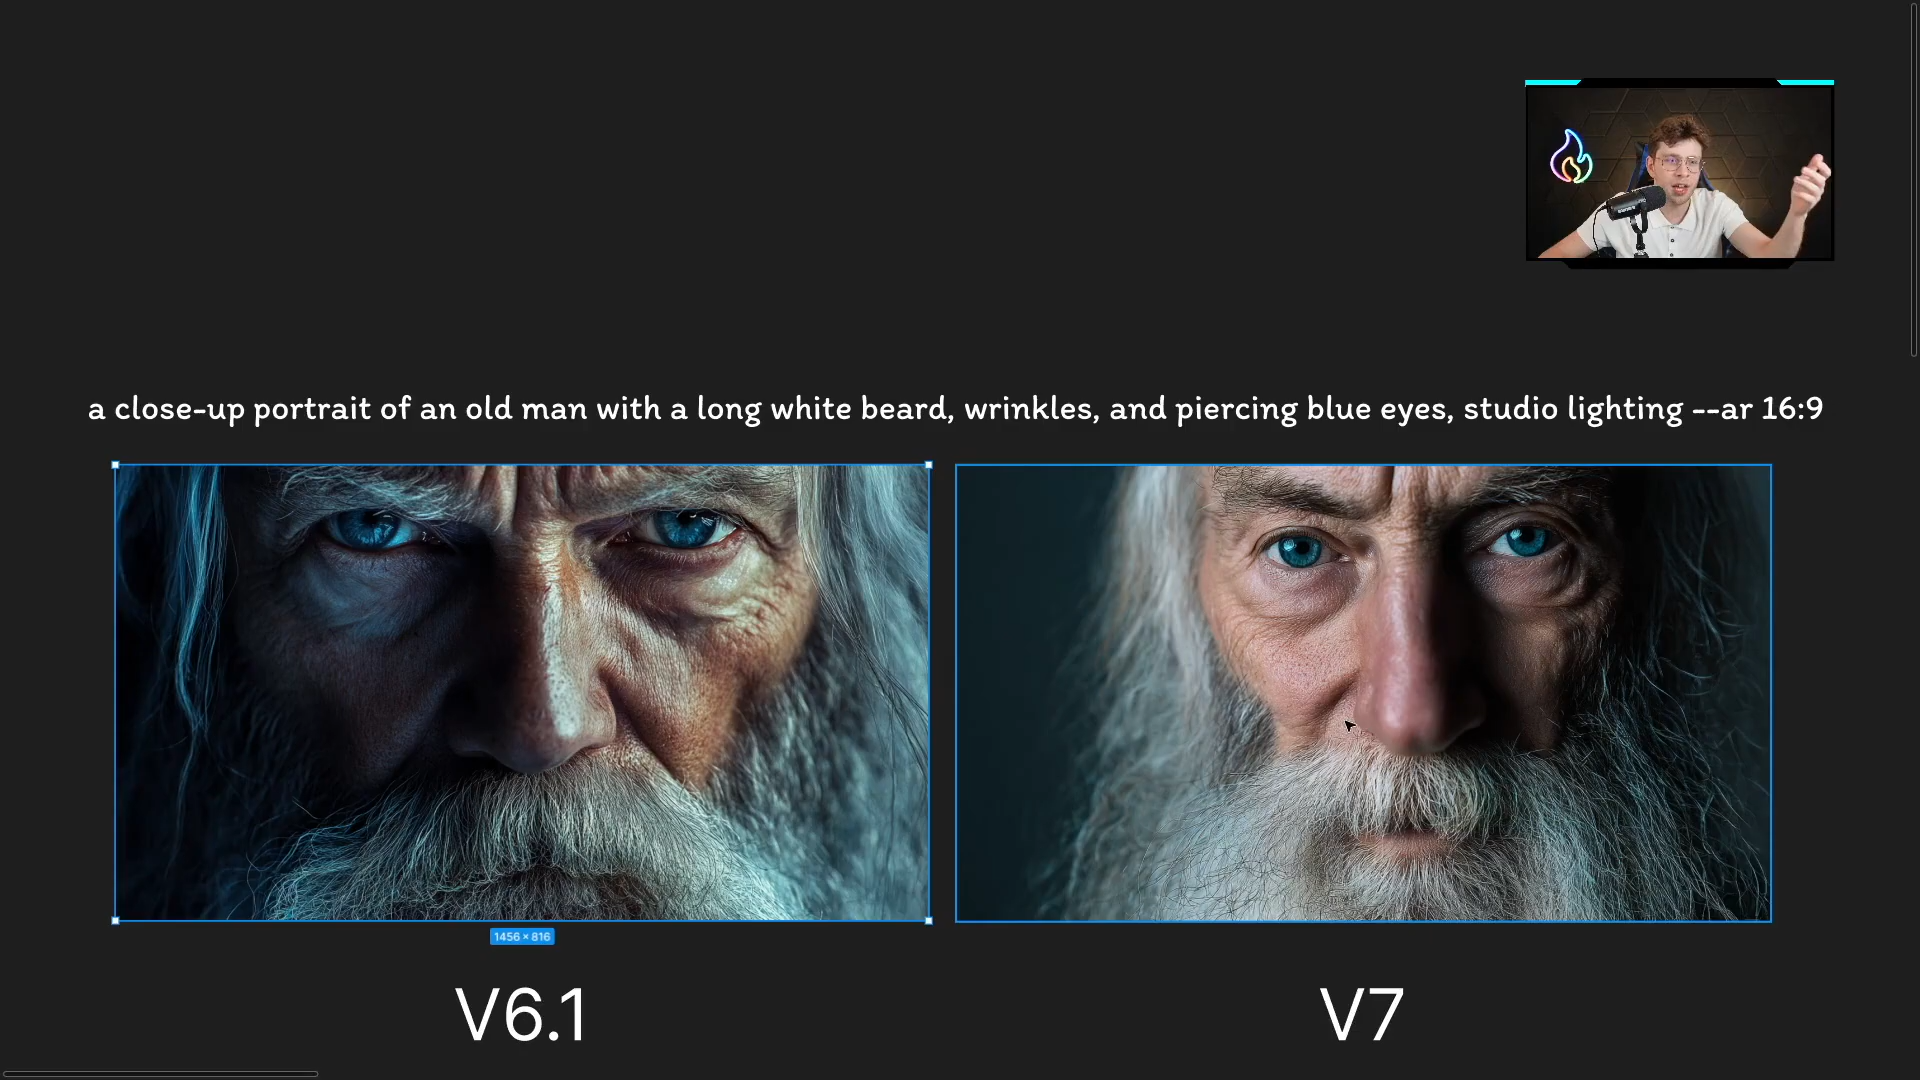 a close-up portrait of an old man with a long white beard, wrinkles, and piercing blue eyes, studio lighting --ar 16:9
1456 × 816
V6.1
V7